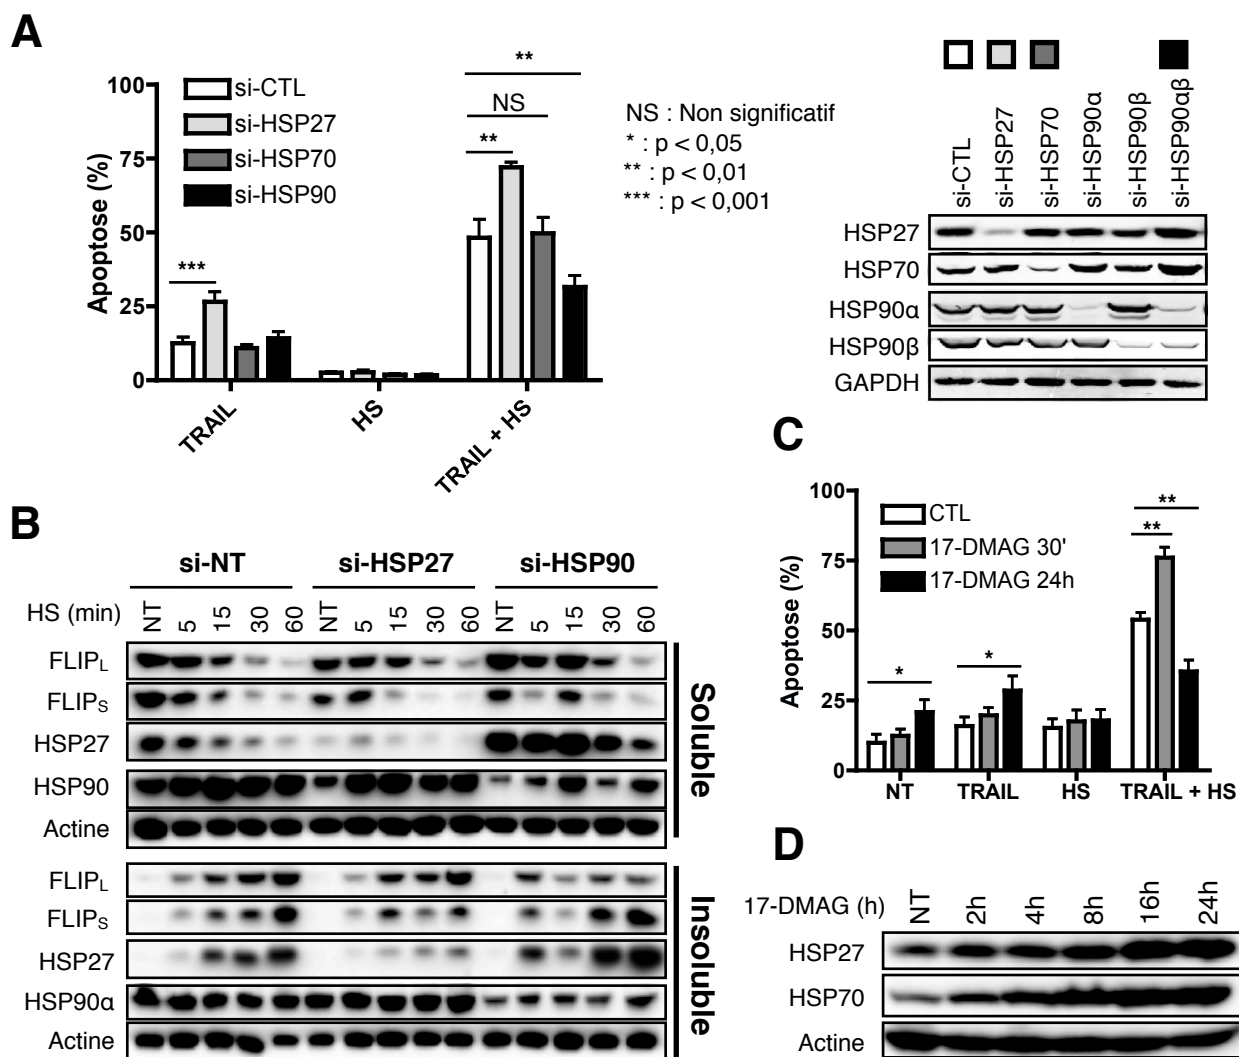 A
100
75
50
25
0
Apoptose (%)
si-CTL
si-HSP27
si-HSP70
si-HSP90
***
**
NS
**
TRAIL
HS
TRAIL + HS
NS : Non significatif
* : p < 0,05
** : p < 0,01
*** : p < 0,001
si-CTL
si-HSP27
si-HSP70
si-HSP90α
si-HSP90β
si-HSP90αβ
HSP27
HSP70
HSP90α
HSP90β
GAPDH
B
si-NT si-HSP27 si-HSP90
HS (min) NT 5 15 30 60 NT 5 15 30 60 NT 5 15 30 60
FLIPL
FLIPS
HSP27
HSP90
Actine
Soluble
FLIPL
FLIPS
HSP27
HSP90α
Actine
Insoluble
C
100
75
50
25
0
Apoptose (%)
CTL
17-DMAG 30'
17-DMAG 24h
*
*
**
**
NT TRAIL HS TRAIL + HS
D
17-DMAG (h) NT 2h 4h 8h 16h 24h
HSP27
HSP70
Actine